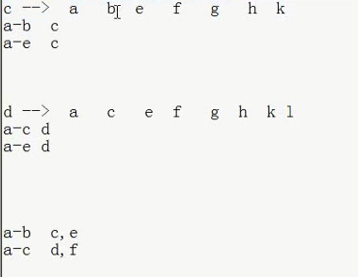 c --> a b e f g h k
a-b c
a-e c
d --> a c e f g h k l
a-c d
a-e d
a-b c,e
a-c d,f